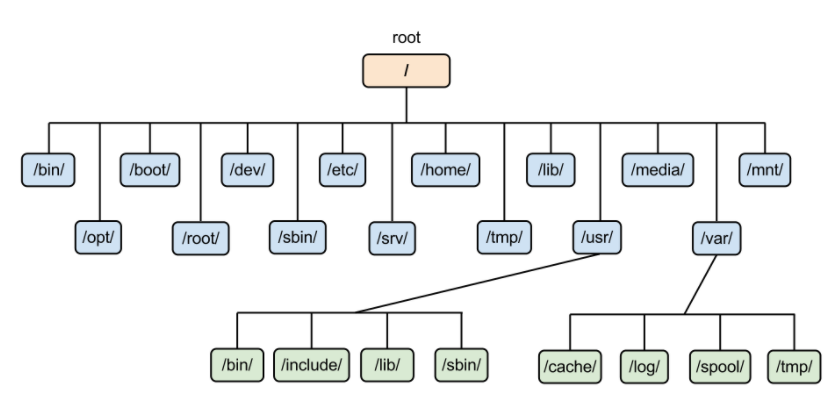 root
/
/bin/ /boot/ /dev/ /etc/ /home/ /lib/ /media/ /mnt/
/opt/ /root/ /sbin/ /srv/ /tmp/ /usr/ /var/
/bin/ /include/ /lib/ /sbin/ /cache/ /log/ /spool/ /tmp/